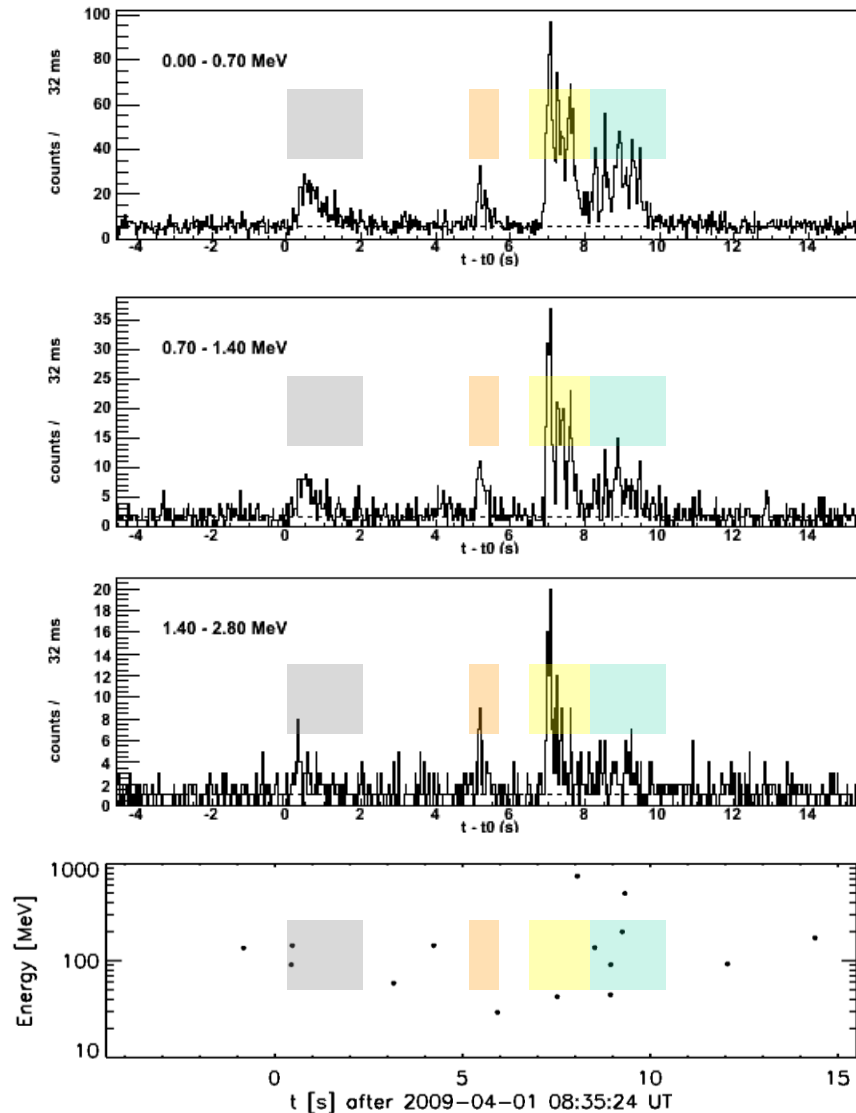 100
80
60
40
20
0
counts / 32 ms
0.00 - 0.70 MeV
-4 -2 0 2 4 6 8 10 12 14
t - t0 (s)
35
30
25
20
15
10
5
0
counts / 32 ms
0.70 - 1.40 MeV
-4 -2 0 2 4 6 8 10 12 14
t - t0 (s)
20
18
16
14
12
10
8
6
4
2
0
counts / 32 ms
1.40 - 2.80 MeV
-4 -2 0 2 4 6 8 10 12 14
t - t0 (s)
1000
100
10
Energy [MeV]
0 5 10 15
t [s] after 2009-04-01 08:35:24 UT